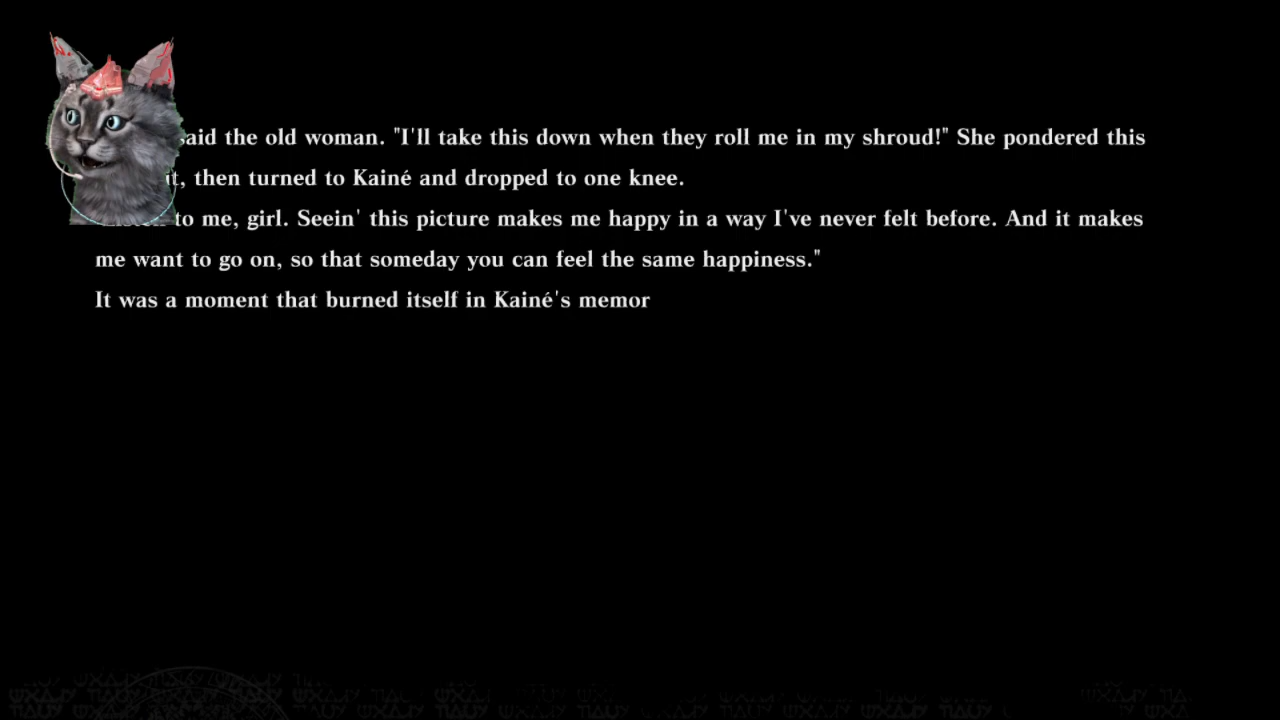 said the old woman. "I'll take this down when they roll me in my shroud!" She pondered this
then turned to Kainé and dropped to one knee.
to me, girl. Seein' this picture makes me happy in a way I've never felt before. And it makes
me want to go on, so that someday you can feel the same happiness."
It was a moment that burned itself in Kainé's memor